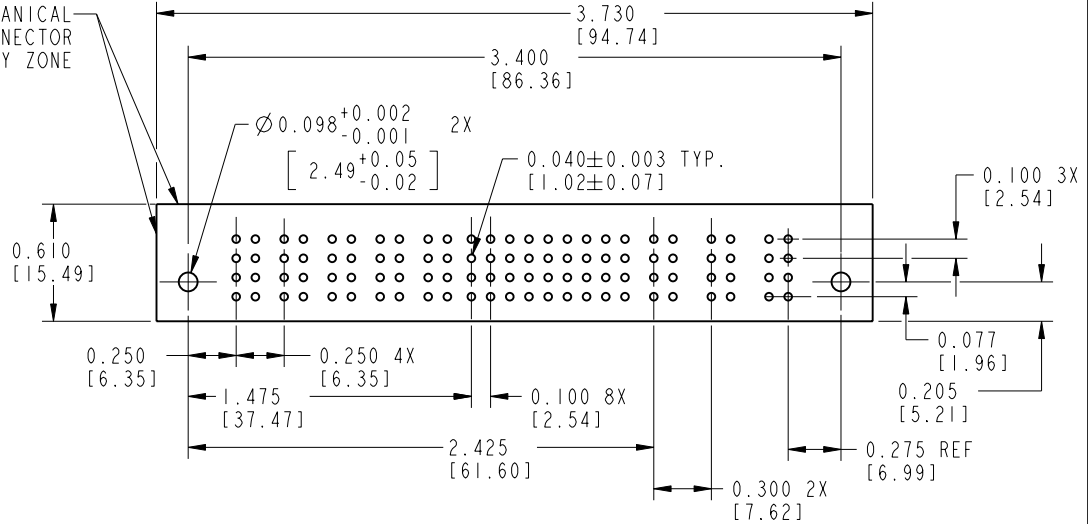 ANICAL
NECTOR
Y ZONE
3.730
[94.74]
3.400
[86.36]
Ø0.098 +0.002 -0.001 2X
[2.49 +0.05 -0.02]
0.040±0.003 TYP.
[1.02±0.07]
0.100 3X
[2.54]
0.610
[15.49]
0.250
[6.35]
0.250 4X
[6.35]
0.077
[1.96]
1.475
[37.47]
0.100 8X
[2.54]
0.205
[5.21]
2.425
[61.60]
0.275 REF
[6.99]
0.300 2X
[7.62]